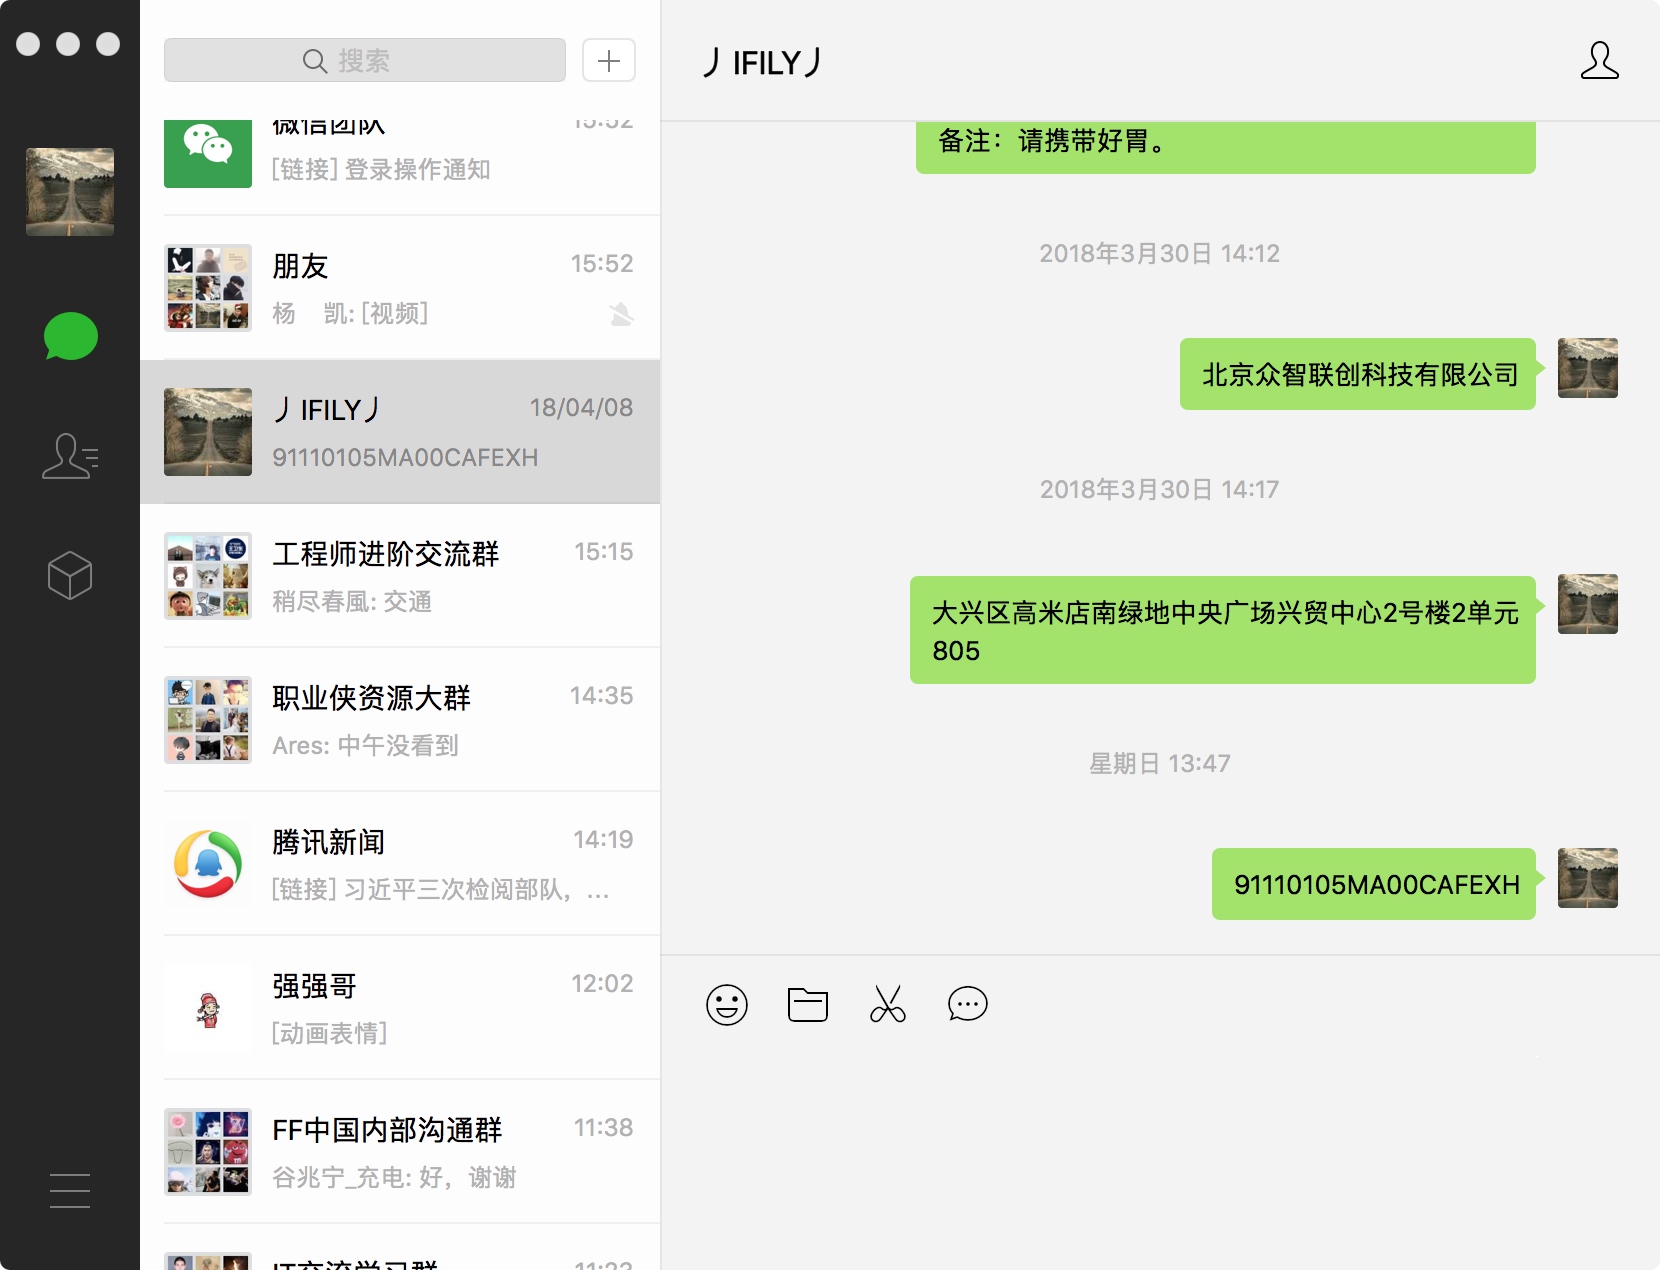 搜索
微信团队 15:52
[链接] 登录操作通知
朋友 15:52
杨 凯: [视频]
丿IFILY丿 18/04/08
91110105MA00CAFEXH
工程师进阶交流群 15:15
稍尽春風: 交通
职业侠资源大群 14:35
Ares: 中午没看到
腾讯新闻 14:19
[链接] 习近平三次检阅部队，...
强强哥 12:02
[动画表情]
FF中国内部沟通群 11:38
谷兆宁_充电: 好，谢谢
IT交流学习群 11:23
丿IFILY丿
备注：请携带好胃。
2018年3月30日 14:12
北京众智联创科技有限公司
2018年3月30日 14:17
大兴区高米店南绿地中央广场兴贸中心2号楼2单元
805
星期日 13:47
91110105MA00CAFEXH